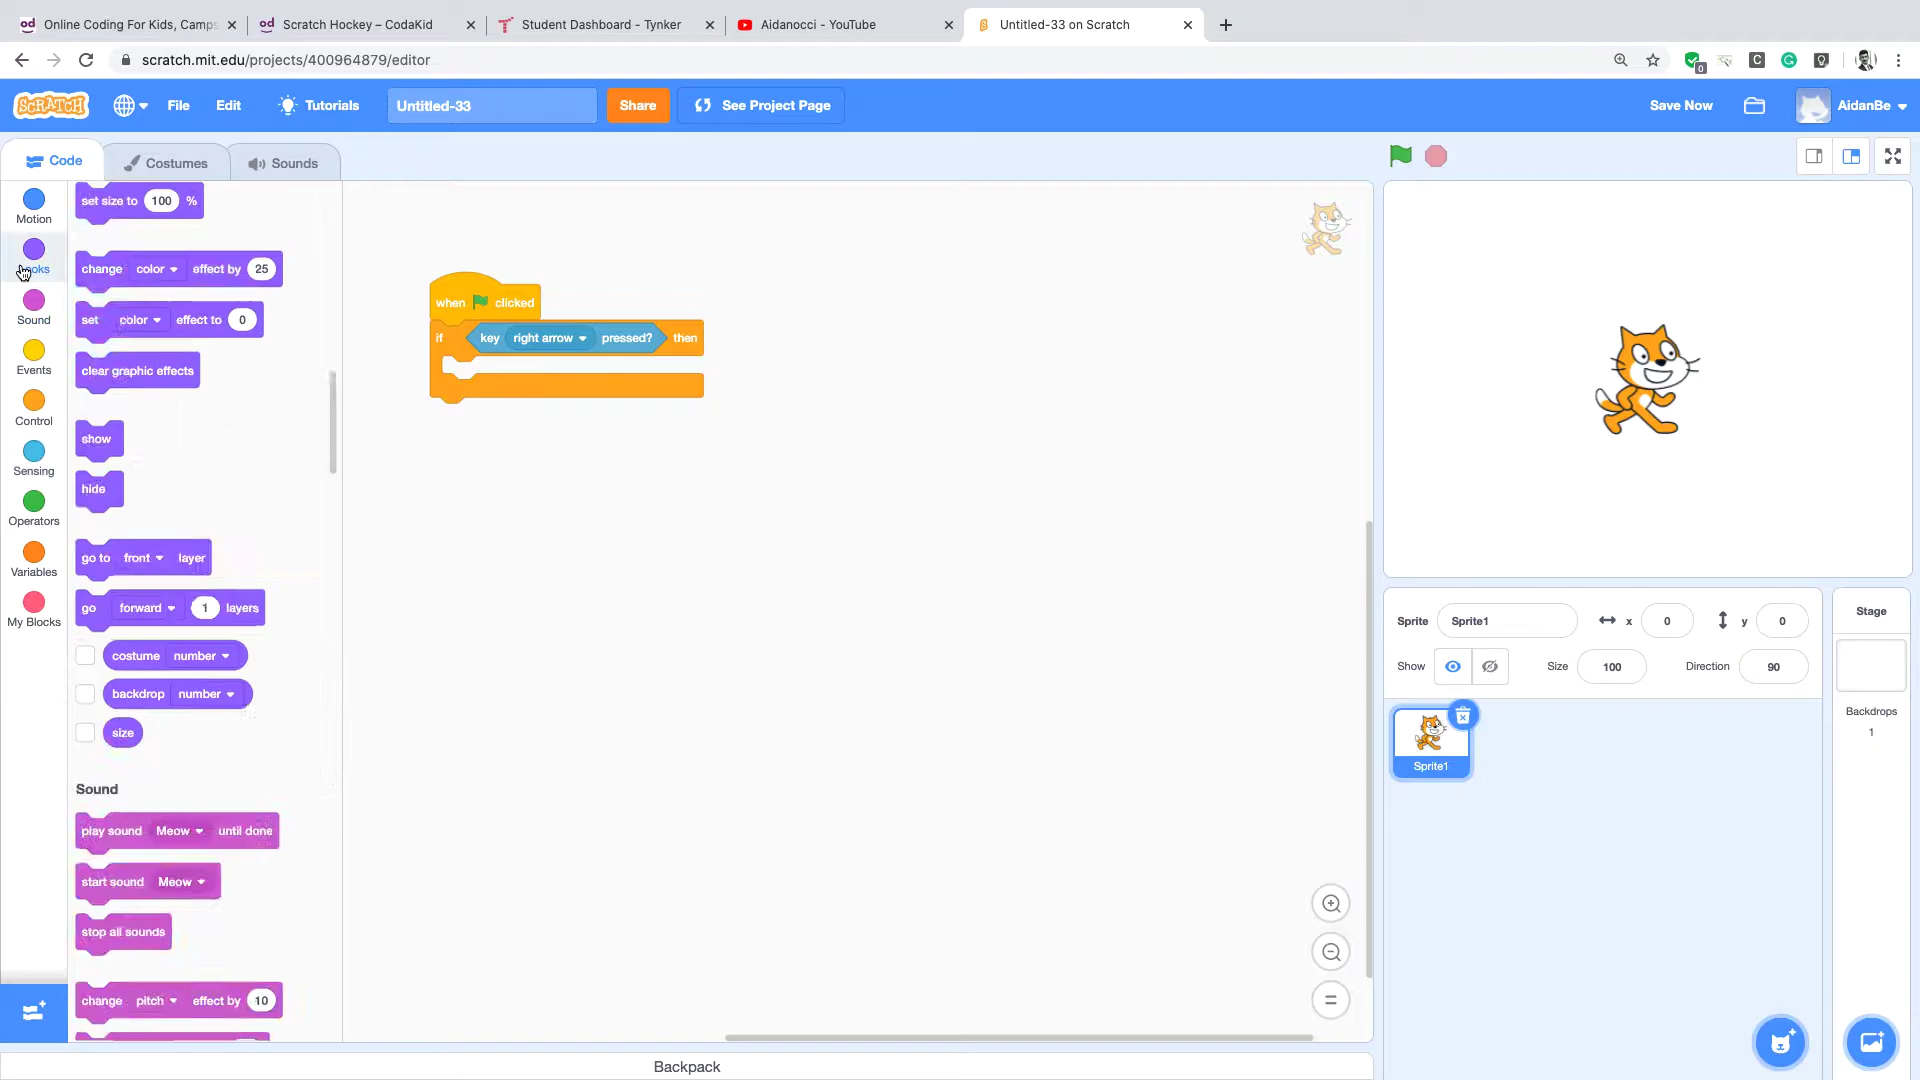 Online Coding For Kids, Camps
Scratch Hockey – CodaKid
Student Dashboard - Tynker
Aidanocci - YouTube
Untitled-33 on Scratch
scratch.mit.edu/projects/400964879/editor
0
C
SCRATCH
File
Edit
Tutorials
Untitled-33
Share
See Project Page
Save Now
AidanBe
Code
Costumes
Sounds
Motion
Looks
Sound
Events
Control
Sensing
Operators
Variables
My Blocks
set size to 100 %
change color effect by 25
set color effect to 0
clear graphic effects
show
hide
go to front layer
go forward 1 layers
costume number
backdrop number
size
Sound
play sound Meow until done
start sound Meow
stop all sounds
change pitch effect by 10
when clicked
if key right arrow pressed? then
Sprite Sprite1 x 0 y 0
Show Size 100 Direction 90
Sprite1
Stage
Backdrops
1
Backpack